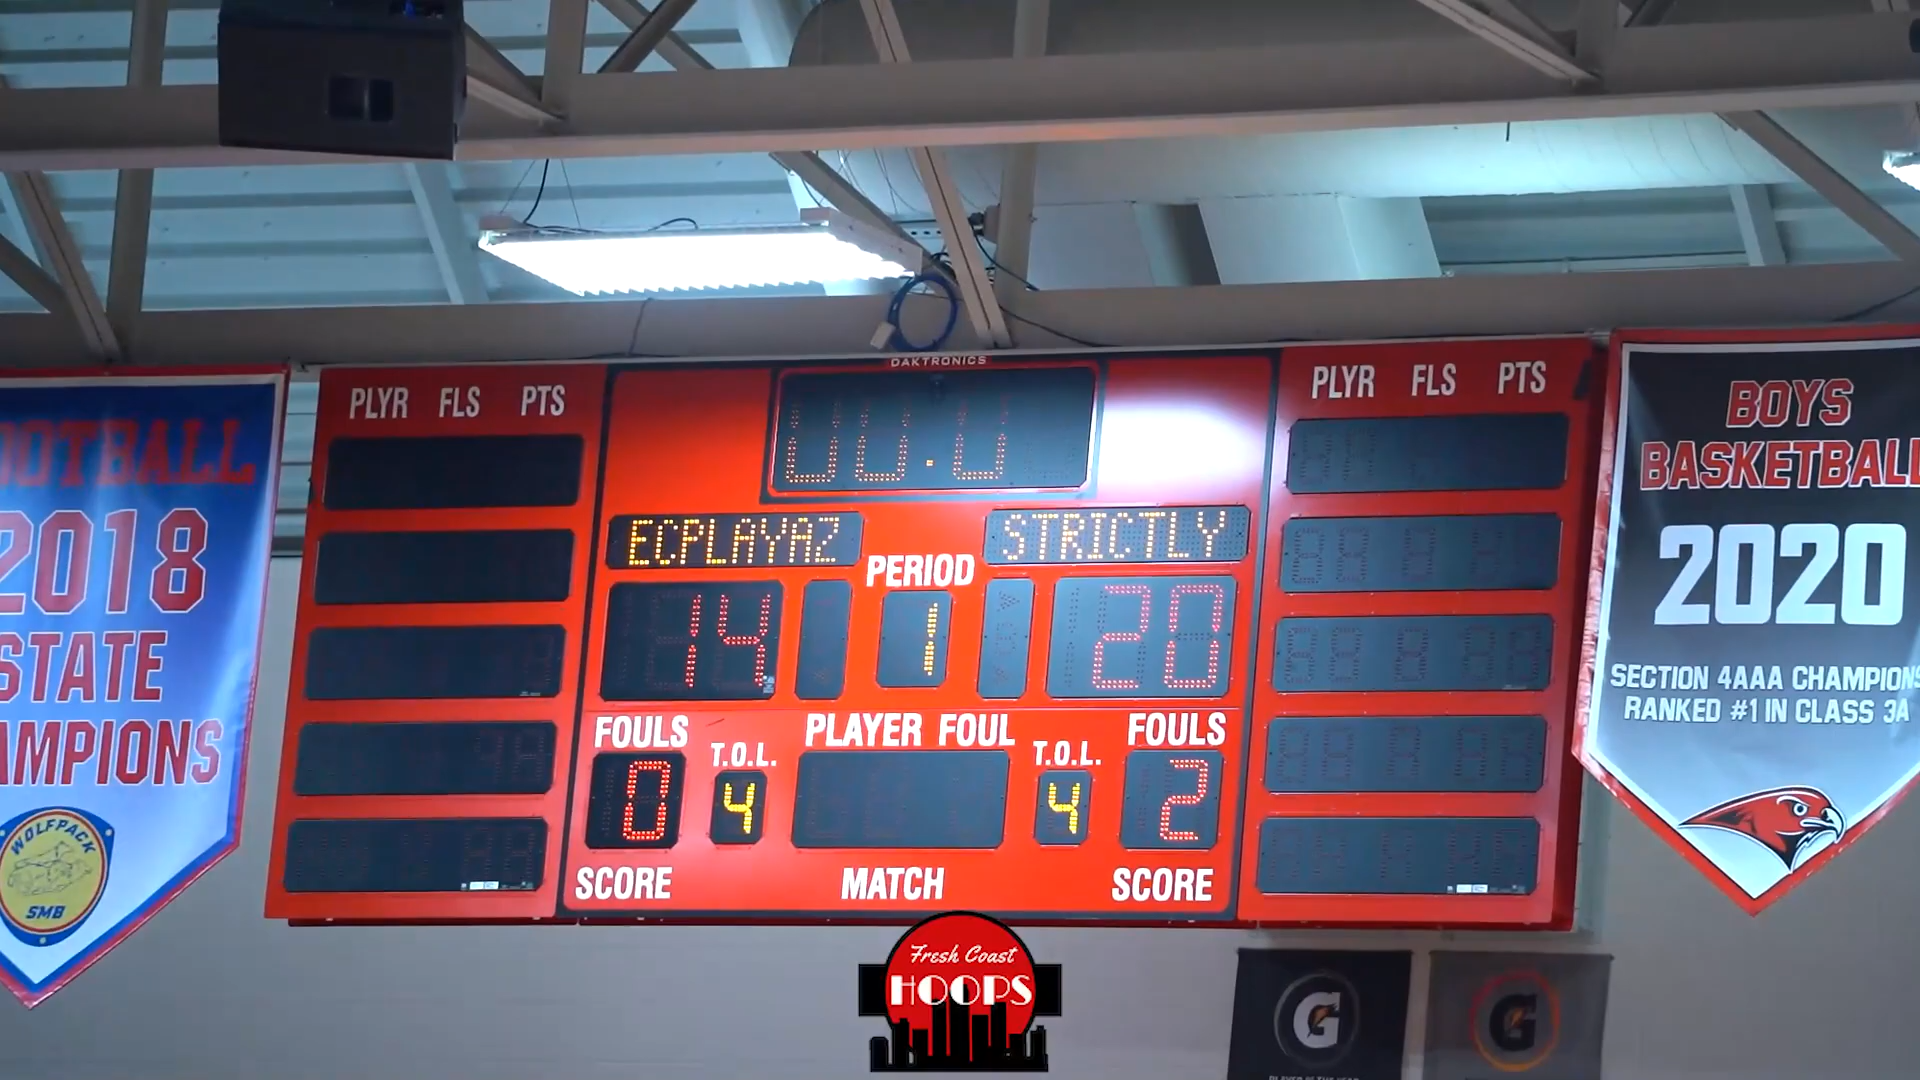 DAKTRONICS
PLYR FLS PTS
PLYR FLS PTS
00.0
ECPLAYAZ
STRICTLY
PERIOD
14
1
20
FOULS
T.O.L.
PLAYER FOUL
T.O.L.
FOULS
0
4
4
2
SCORE
MATCH
SCORE
2018
STATE
WOLFPACK
SMB
BOYS
BASKETBALL
2020
SECTION 4AAA CHAMPIONS
RANKED #1 IN CLASS 3A
Fresh Coast
HOOPS
G
G